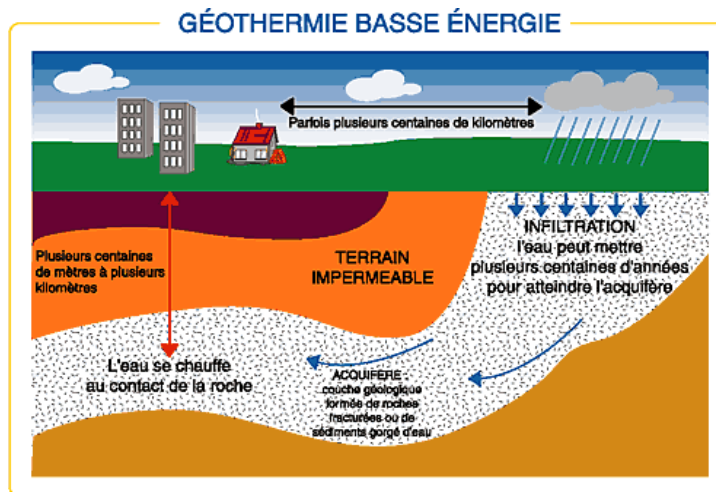 GÉOTHERMIE BASSE ÉNERGIE
Parfois plusieurs centaines de kilomètres
INFILTRATION
l'eau peut mettre
plusieurs centaines d'années
pour atteindre l'acquifère
Plusieurs centaines
de mètres à plusieurs
kilomètres
TERRAIN
IMPERMEABLE
L'eau se chauffe
au contact de la roche
ACQUIFERE :
couche géologique
formée de roches
fracturées ou de
sédiments gorgé d'eau